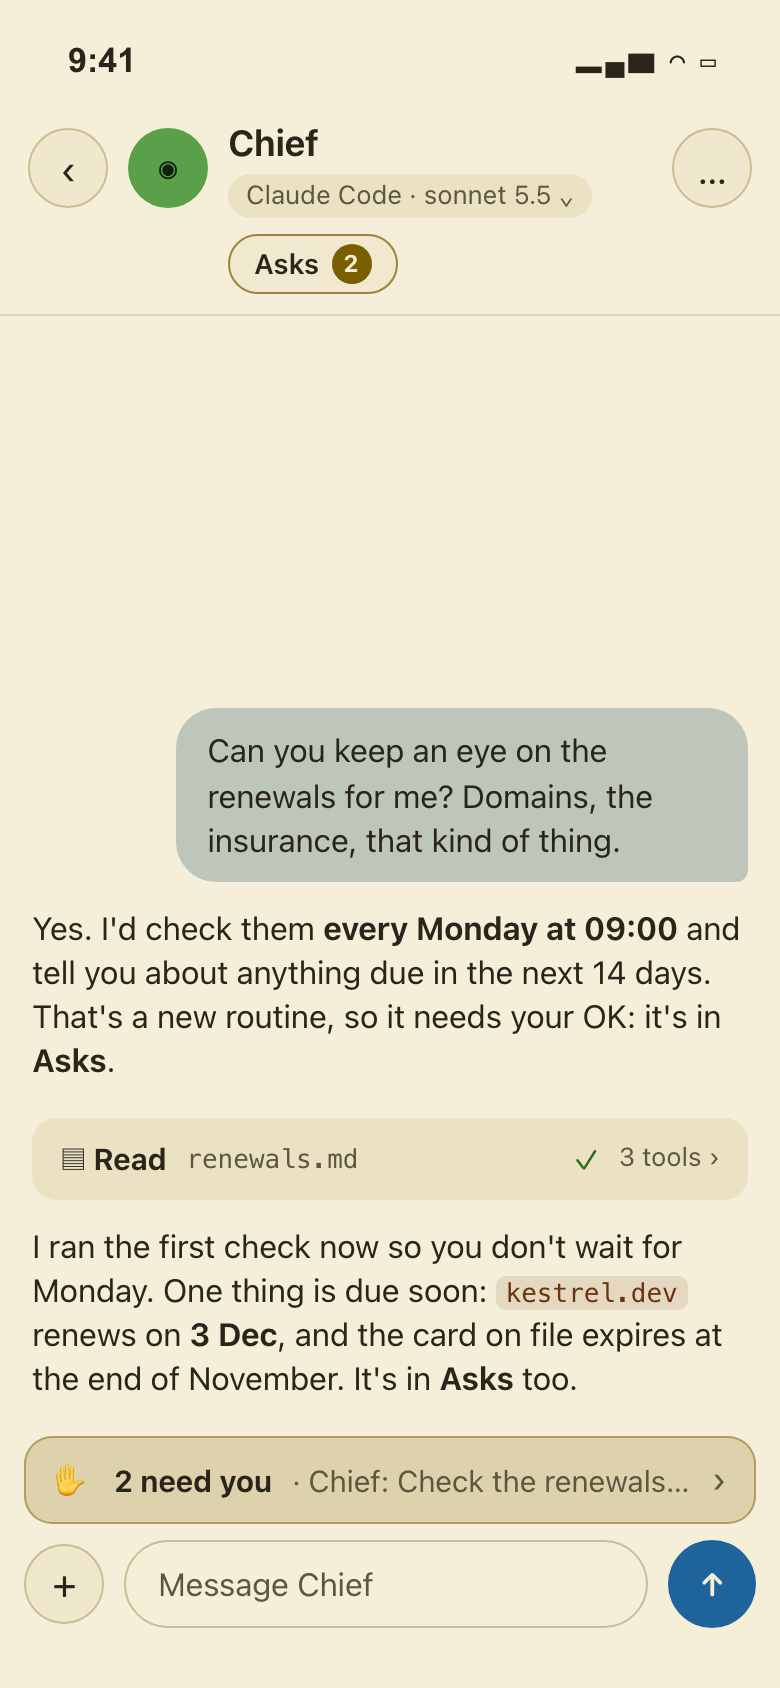 9:41
Chief
Claude Code · sonnet 5.5
Asks 2
Can you keep an eye on the
renewals for me? Domains, the
insurance, that kind of thing.
Yes. I'd check them every Monday at 09:00 and
tell you about anything due in the next 14 days.
That's a new routine, so it needs your OK: it's in
Asks.
Read renewals.md ✓ 3 tools ›
I ran the first check now so you don't wait for
Monday. One thing is due soon: kestrel.dev
renews on 3 Dec, and the card on file expires at
the end of November. It's in Asks too.
2 need you · Chief: Check the renewals... ›
Message Chief